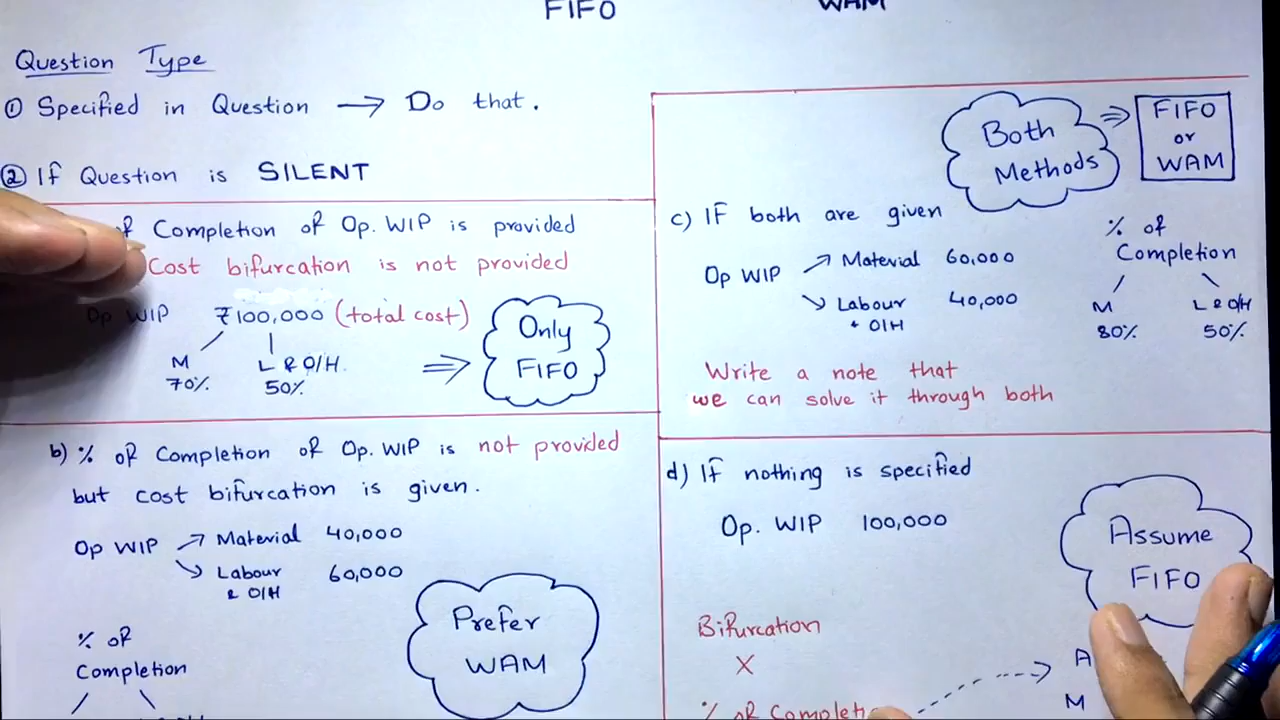 FIFO WAM
Question Type
① Specified in Question → Do that.
② If Question is SILENT
of Completion of Op. WIP is provided
Cost bifurcation is not provided
Op WIP ₹100,000 (total cost)
M L & O/H.
70% 50%
⇒ Only
FIFO
b) % of Completion of Op. WIP is not provided
but cost bifurcation is given.
Op WIP → Material 40,000
Labour 60,000
& O/H
% of
Completion
Prefer
WAM
Both
Methods ⇒ FIFO
or
WAM
c) IF both are given
Op WIP Material 60,000
Labour 40,000
+ O/H
% of
Completion
M L & O/H
80% 50%
Write a note that
we can solve it through both
d) If nothing is specified
Op. WIP 100,000
Assume
FIFO
Bifurcation
X
% of Complet
A
M